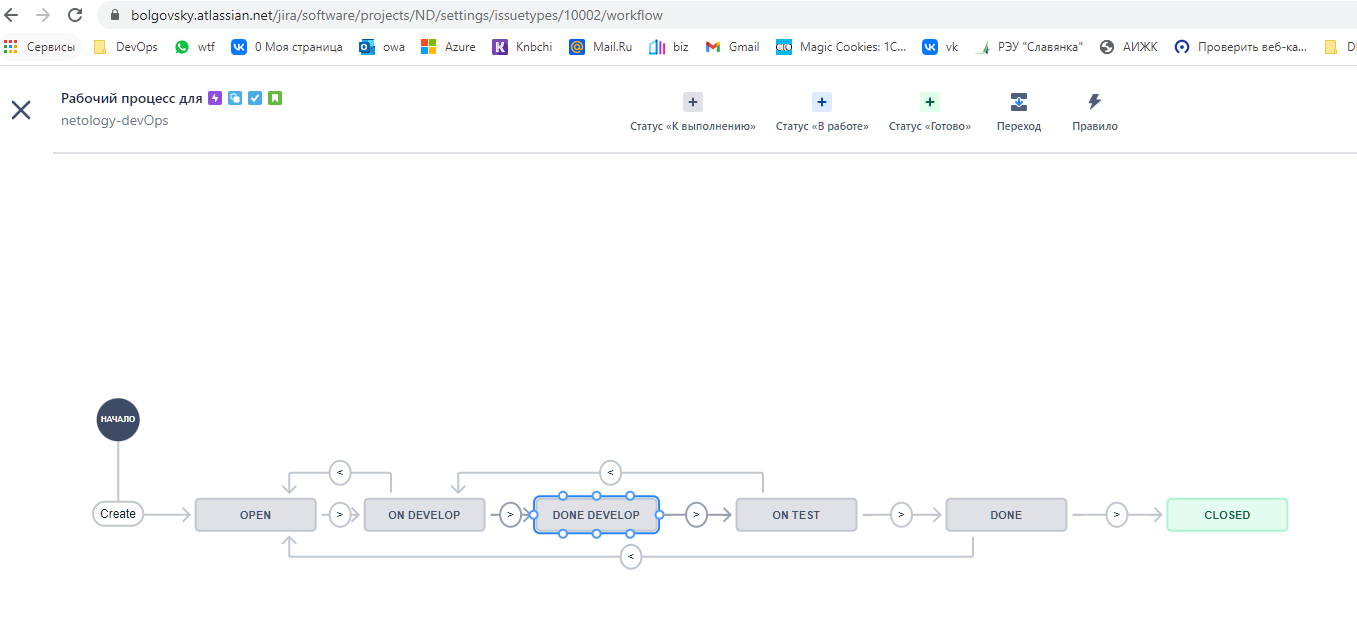 bolgovsky.atlassian.net/jira/software/projects/ND/settings/issuetypes/10002/workflow
Сервисы DevOps wtf 0 Моя страница owa Azure Knbchi Mail.Ru biz Gmail Magic Cookies: 1C... vk РЭУ "Славянка" АИЖК Проверить веб-ка...
Рабочий процесс для
netology-devOps
Статус «К выполнению» Статус «В работе» Статус «Готово» Переход Правило
НАЧАЛО
< <
Create OPEN > ON DEVELOP > DONE DEVELOP > ON TEST > DONE > CLOSED
<